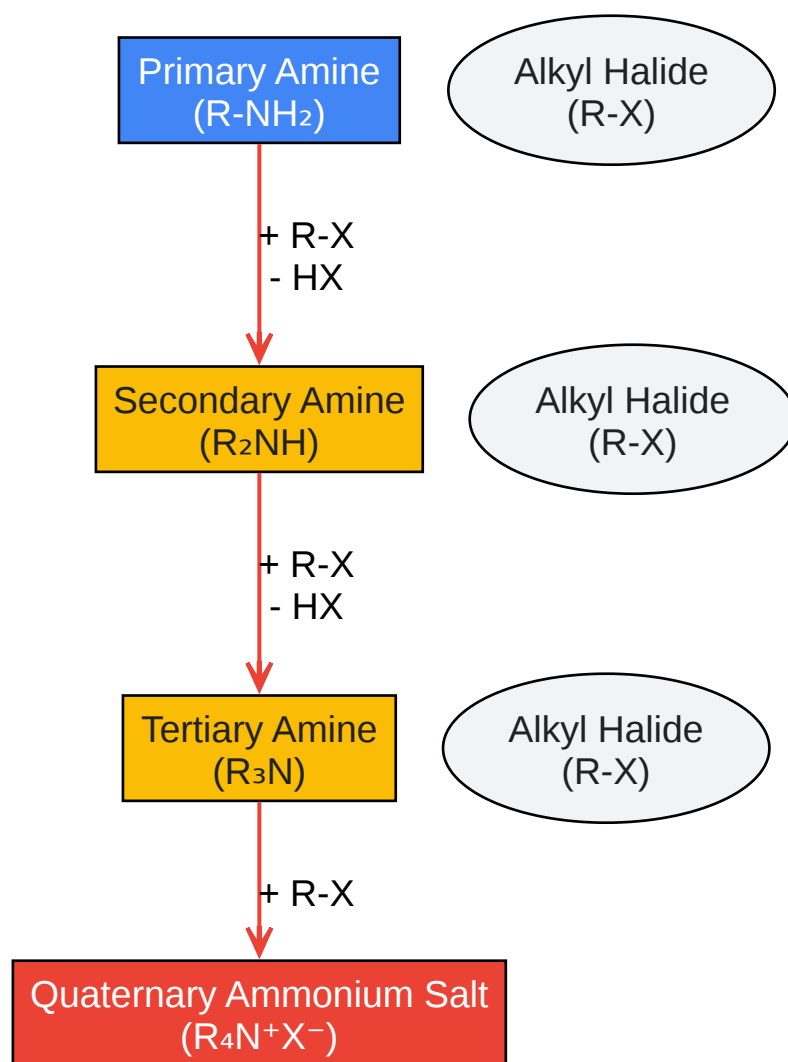 Primary Amine
(R-NH₂)
Alkyl Halide
(R-X)
+ R-X
- HX
Secondary Amine
(R₂NH)
Alkyl Halide
(R-X)
+ R-X
- HX
Tertiary Amine
(R₃N)
Alkyl Halide
(R-X)
+ R-X
Quaternary Ammonium Salt
(R₄N⁺X⁻)